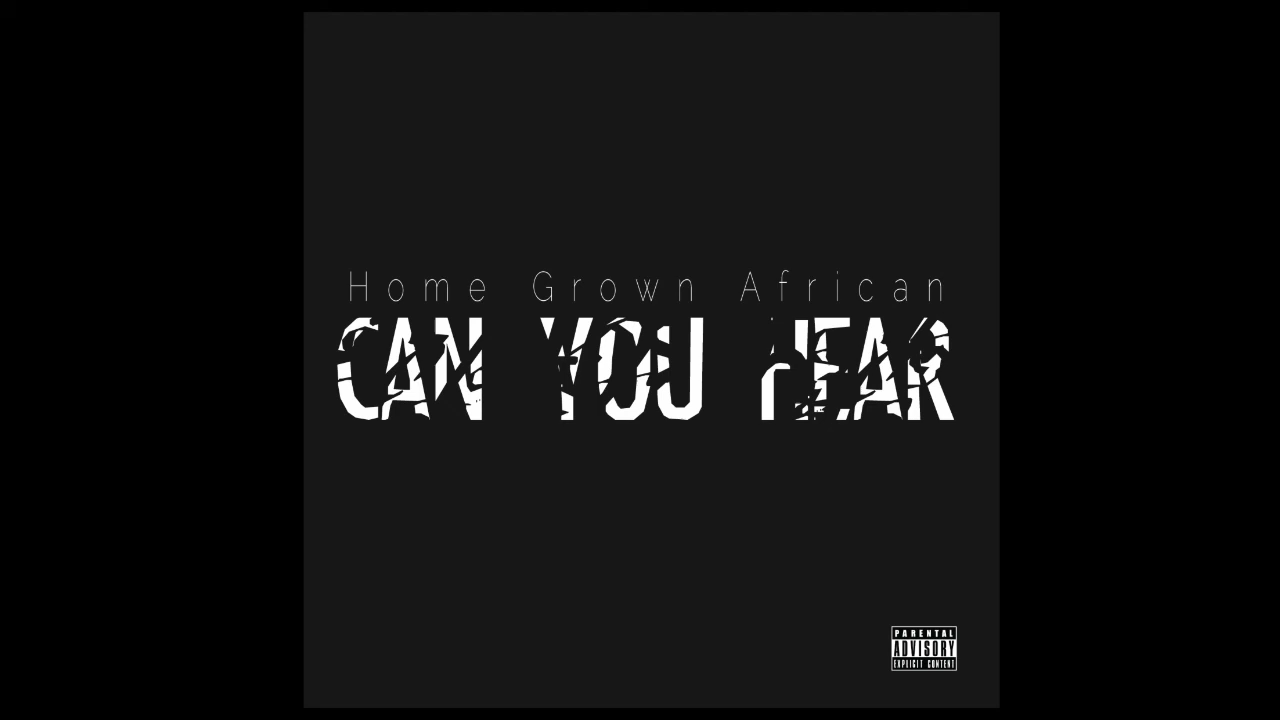 Home Grown African
CAN YOU HEAR
PARENTAL
ADVISORY
EXPLICIT CONTENT